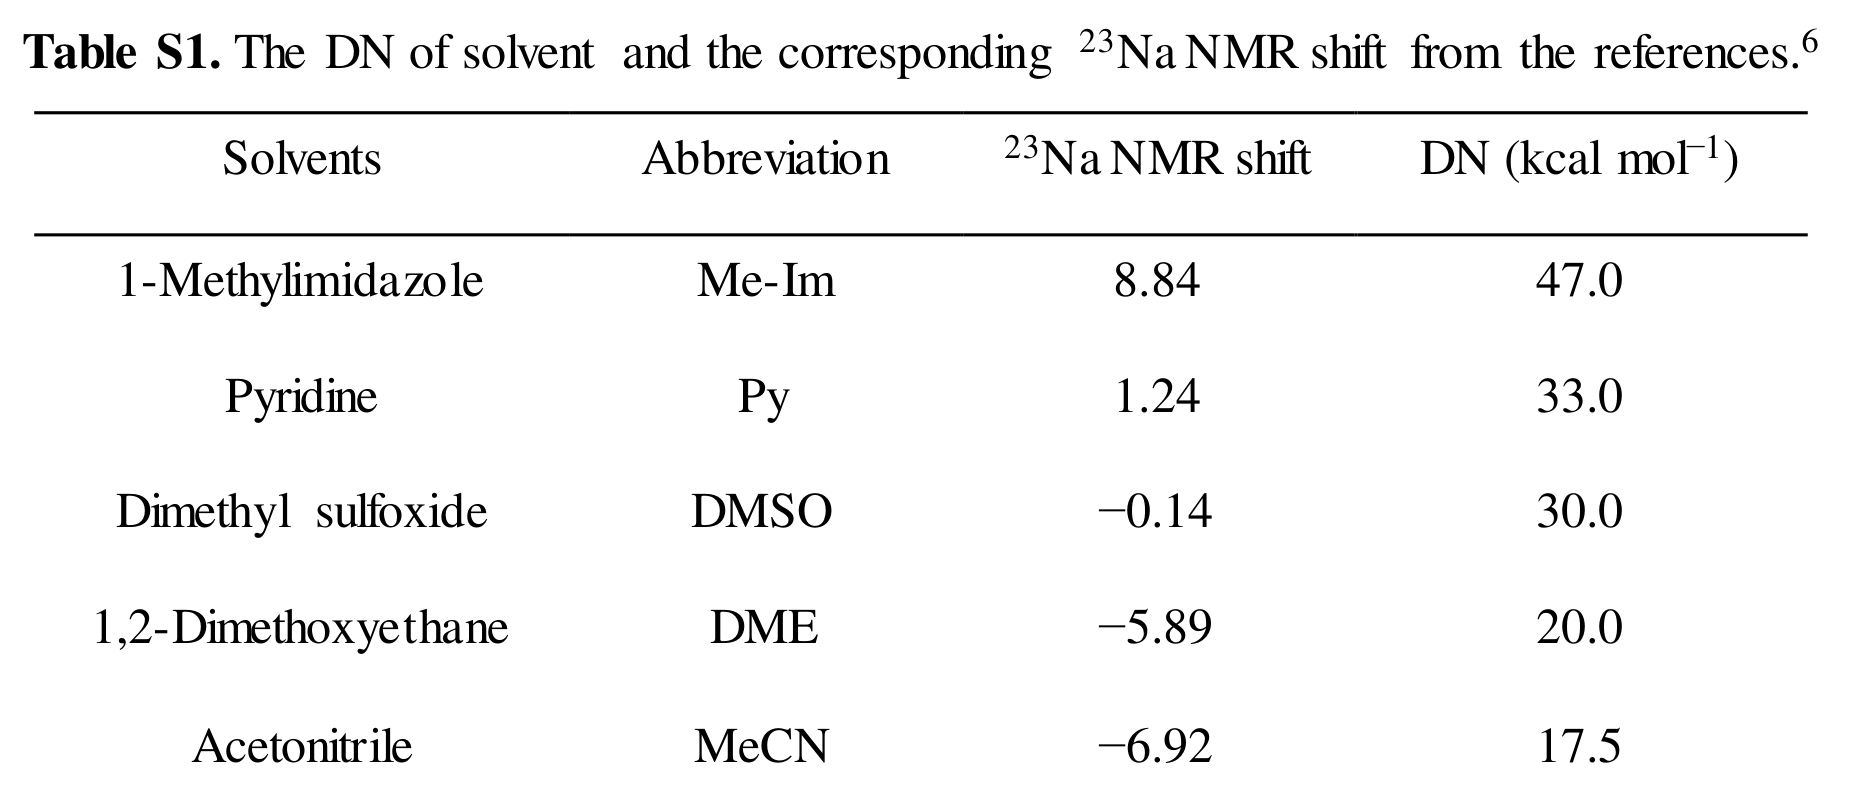 Table S1. The DN of solvent and the corresponding ²³Na NMR shift from the references.⁶
Solvents Abbreviation ²³Na NMR shift DN (kcal mol⁻¹)
1-Methylimidazole Me-Im 8.84 47.0
Pyridine Py 1.24 33.0
Dimethyl sulfoxide DMSO −0.14 30.0
1,2-Dimethoxyethane DME −5.89 20.0
Acetonitrile MeCN −6.92 17.5